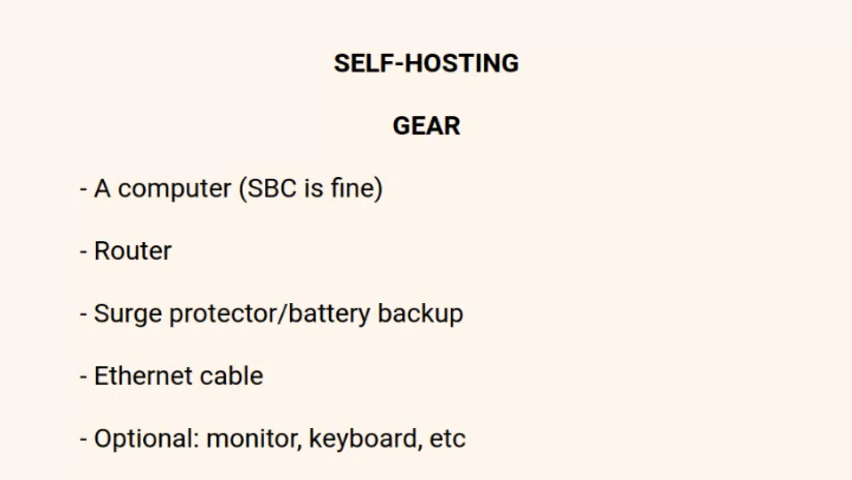 SELF-HOSTING
GEAR
- A computer (SBC is fine)
- Router
- Surge protector/battery backup
- Ethernet cable
- Optional: monitor, keyboard, etc